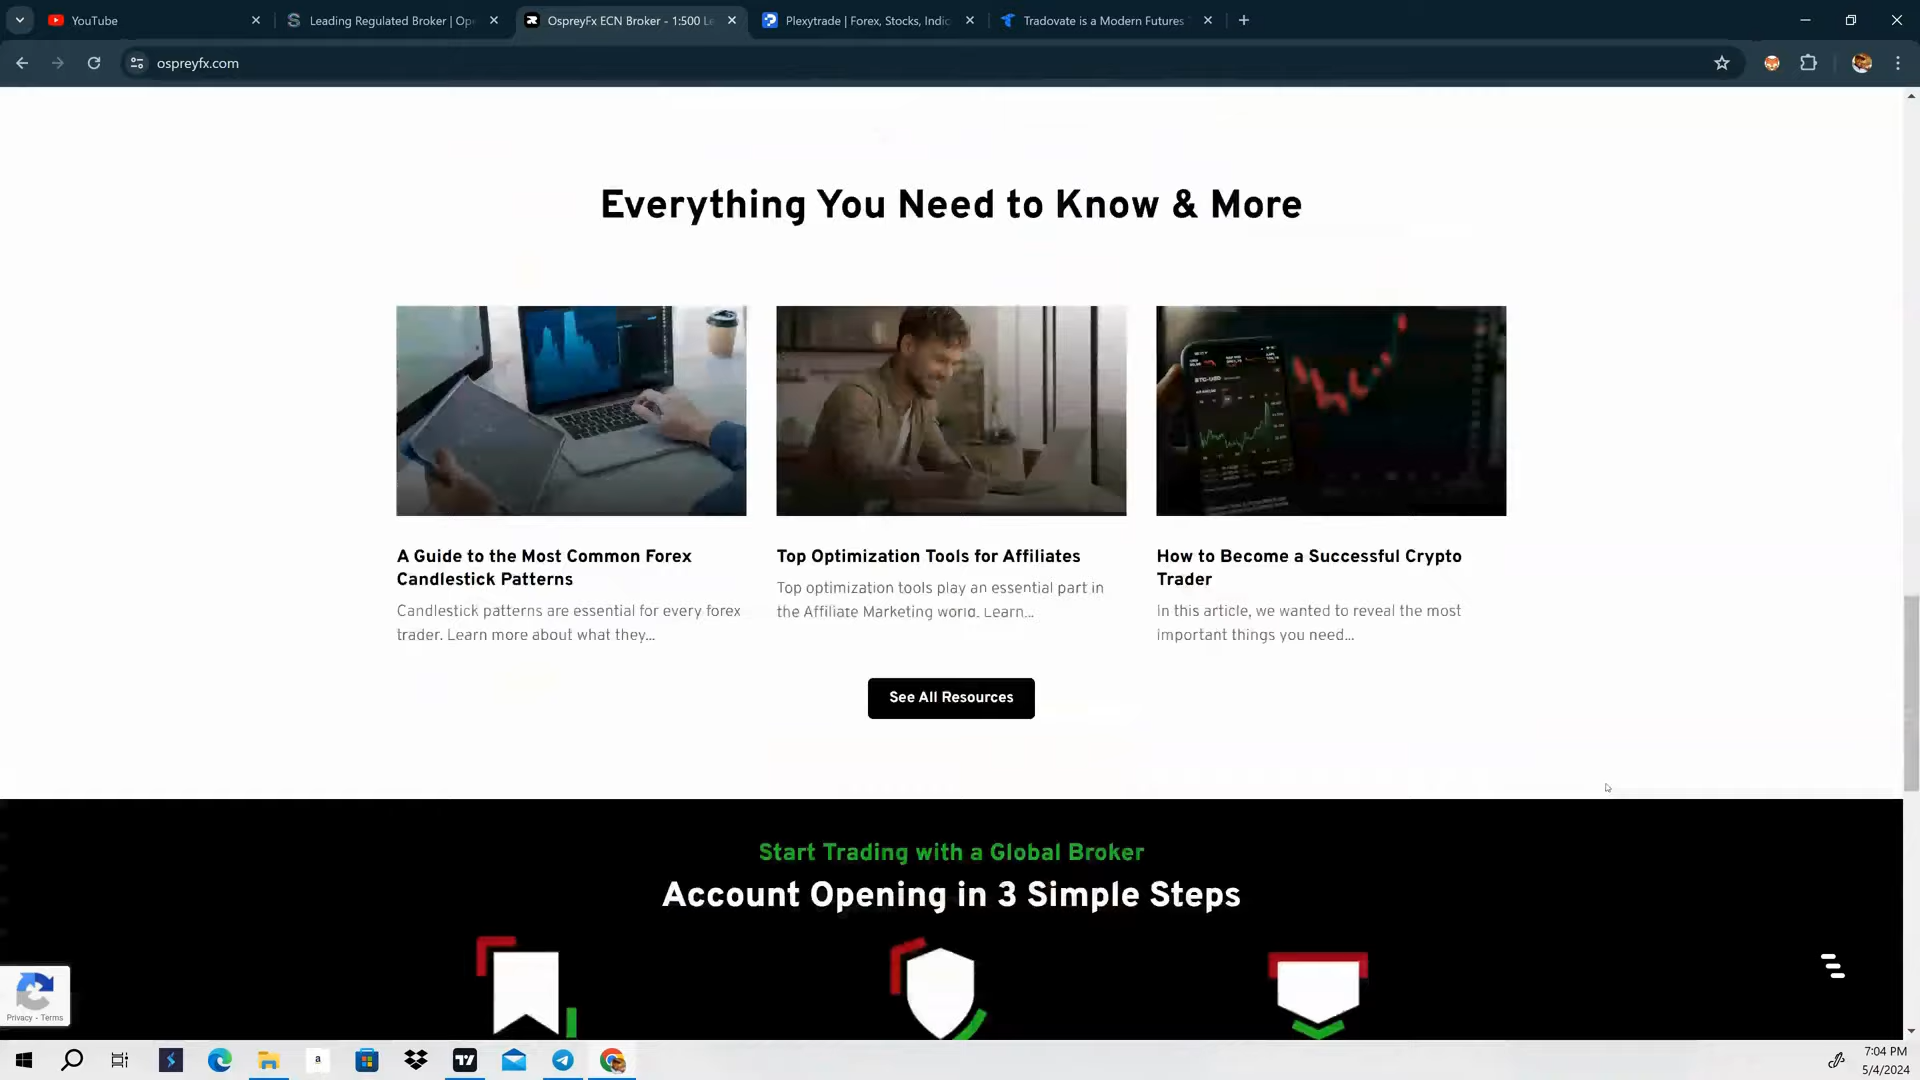 YouTube
Leading Regulated Broker | Ope
OspreyFx ECN Broker - 1:500 Le
Plexytrade | Forex, Stocks, Indic
Tradovate is a Modern Futures
ospreyfx.com
Everything You Need to Know & More
A Guide to the Most Common Forex
Candlestick Patterns
Candlestick patterns are essential for every forex
trader. Learn more about what they...
Top Optimization Tools for Affiliates
Top optimization tools play an essential part in
the Affiliate Marketing world. Learn...
How to Become a Successful Crypto
Trader
In this article, we wanted to reveal the most
important things you need...
See All Resources
Start Trading with a Global Broker
Account Opening in 3 Simple Steps
Privacy - Terms
7:04 PM
5/4/2024